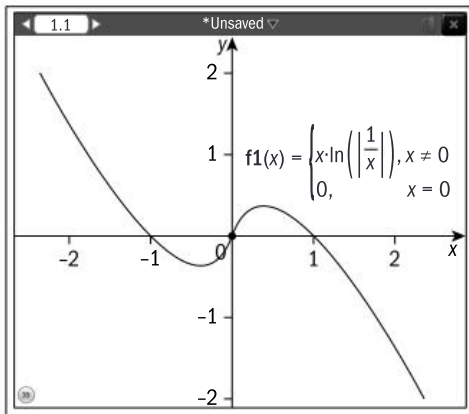 1.1
*Unsaved
y
2
1
f1(x) = { x·ln(|1/x|), x ≠ 0
0, x = 0
-2
-1
0
1
2
x
-1
-2